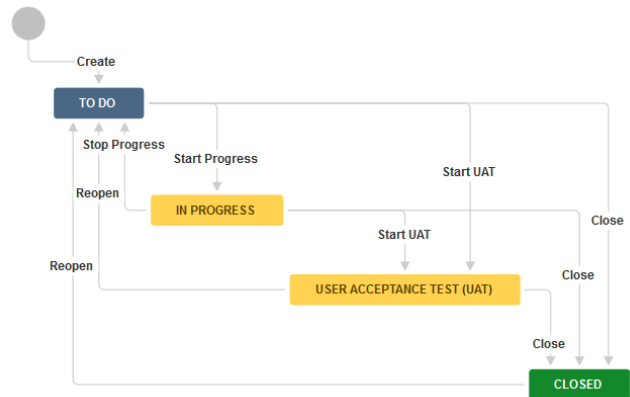 Create
TO DO
Stop Progress
Start Progress
Start UAT
Reopen
IN PROGRESS
Close
Start UAT
Reopen
Close
USER ACCEPTANCE TEST (UAT)
Close
CLOSED